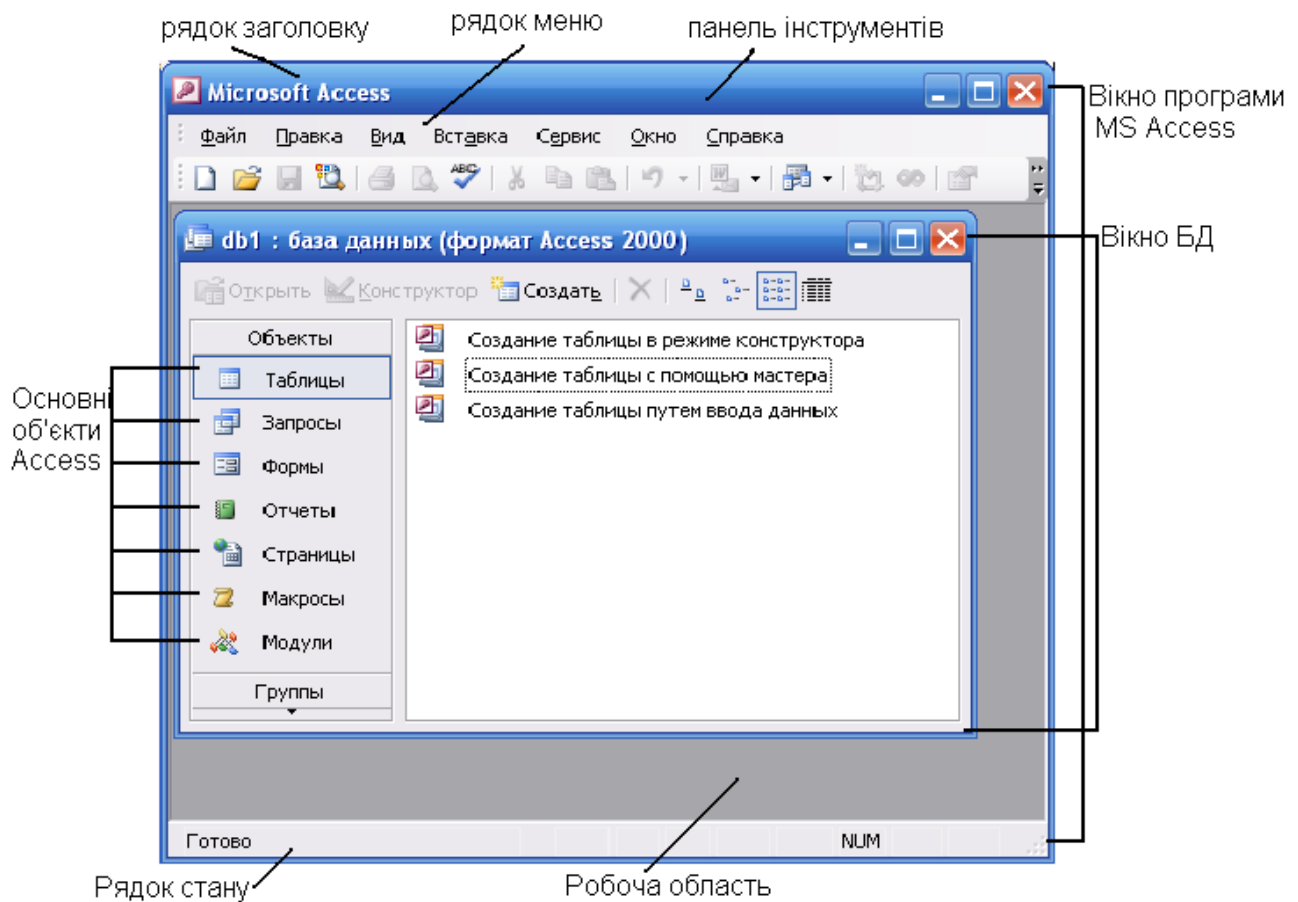 рядок заголовку
рядок меню
панель інструментів
Microsoft Access
Вікно програми
MS Access
Файл Правка Вид Вставка Сервис Окно Справка
ABC
W
db1 : база данных (формат Access 2000)
Вікно БД
Открыть Конструктор Создать
Объекты
Таблицы
Запросы
Формы
Отчеты
Страницы
Макросы
Модули
Группы
Создание таблицы в режиме конструктора
Создание таблицы с помощью мастера
Создание таблицы путем ввода данных
Основні
об'єкти
Access
Готово
NUM
Рядок стану
Робоча область